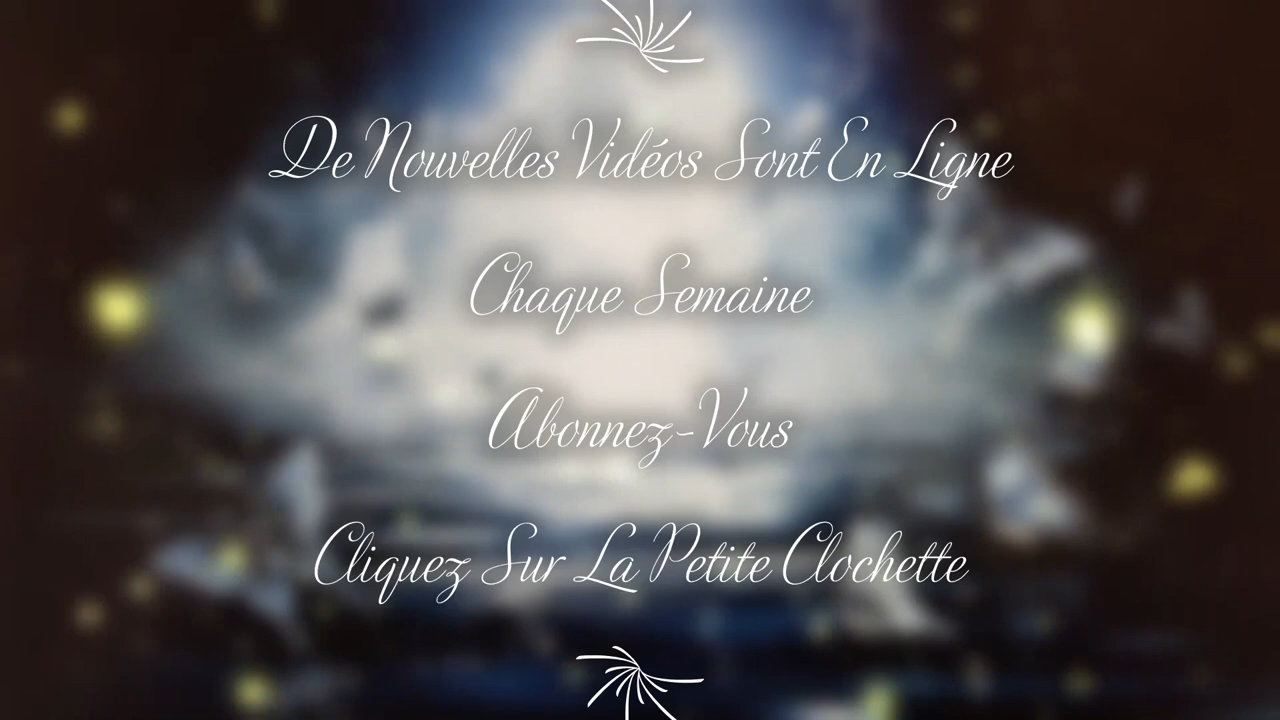 De Nouvelles Vidéos Sont En Ligne
Chaque Semaine
Abonnez-Vous
Cliquez Sur La Petite Clochette